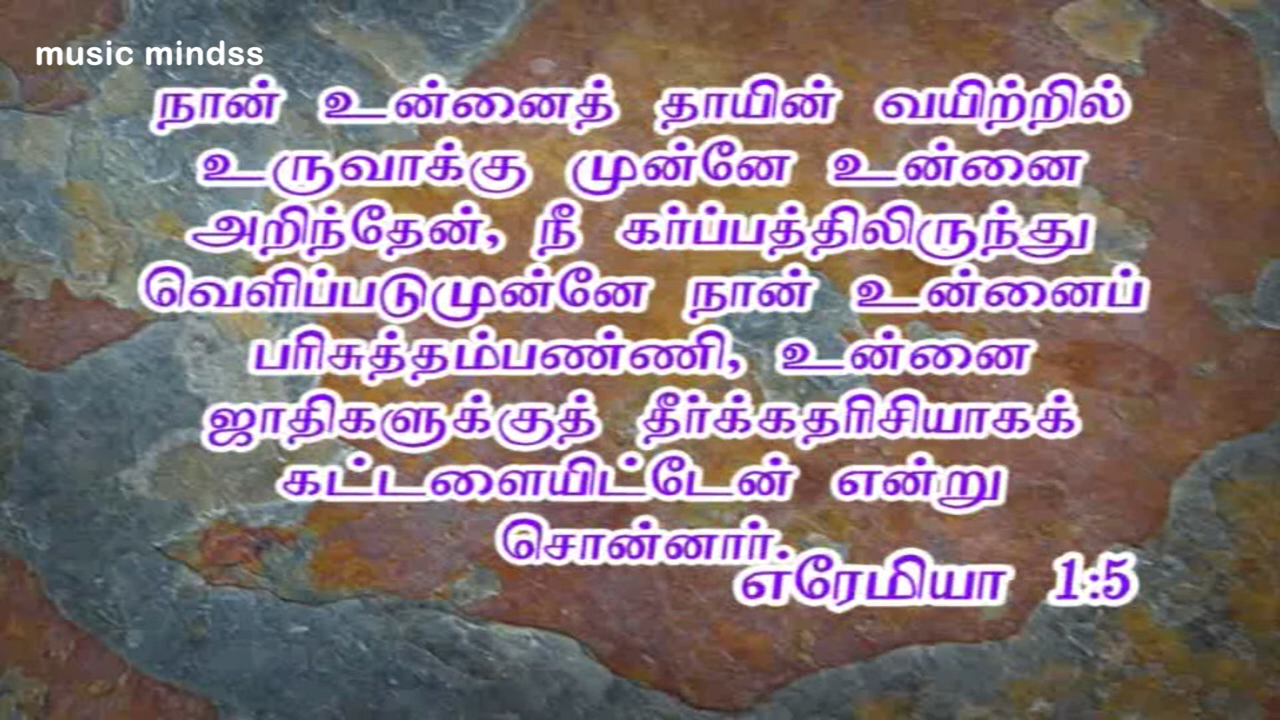 music mindss
நான் உன்னைத் தாயின் வயிற்றில்
உருவாக்கு முன்னே உன்னை
அறிந்தேன், நீ கர்ப்பத்திலிருந்து
வெளிப்படுமுன்னே நான் உன்னைப்
பரிசுத்தம்பண்ணி, உன்னை
ஜாதிகளுக்குத் தீர்க்கதரிசியாகக்
கட்டளையிட்டேன் என்று
சொன்னார்.
எரேமியா 1:5